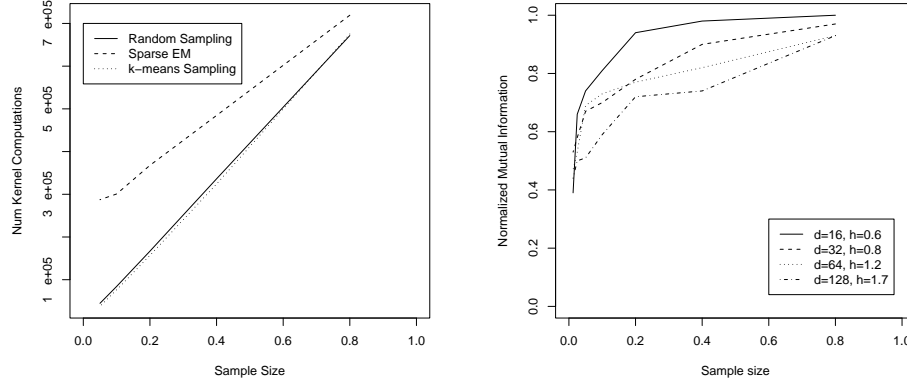 Num Kernel Computations
1 e+05
3 e+05
5 e+05
7 e+05
Random Sampling
Sparse EM
k−means Sampling
0.0 0.2 0.4 0.6 0.8 1.0
Sample Size
Normalized Mutual Information
0.0
0.2
0.4
0.6
0.8
1.0
d=16, h=0.6
d=32, h=0.8
d=64, h=1.2
d=128, h=1.7
0.0 0.2 0.4 0.6 0.8 1.0
Sample size